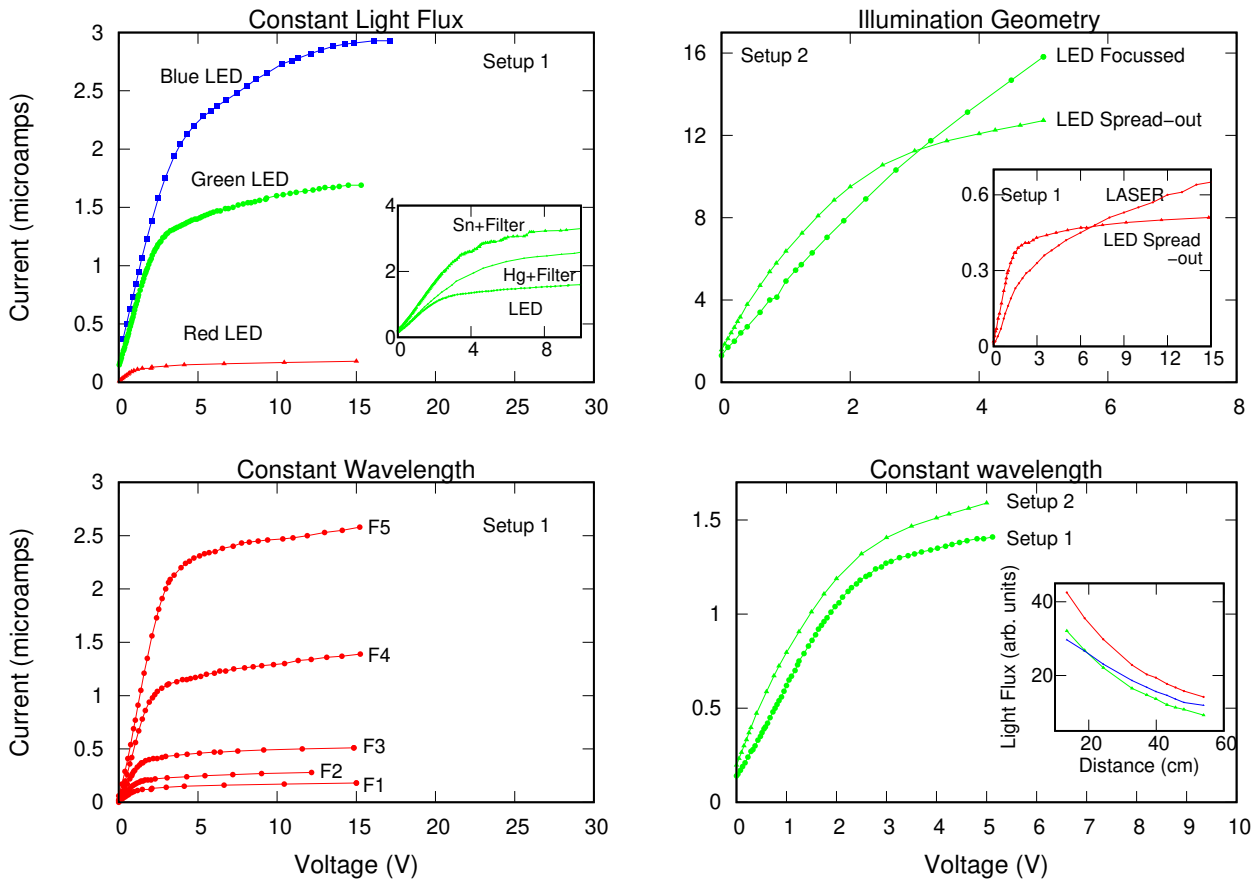 Constant Light Flux
Current (microamps)
3
2.5
2
1.5
1
0.5
0
0 5 10 15 20 25 30
Setup 1
Blue LED
Green LED
Red LED
4
2
0
0 4 8
Sn+Filter
Hg+Filter
LED
Illumination Geometry
16
12
8
4
0
0 2 4 6 8
Setup 2
LED Focussed
LED Spread-out
0.6
0.3
0
0 3 6 9 12 15
Setup 1
LASER
LED Spread
-out
Constant Wavelength
Current (microamps)
3
2.5
2
1.5
1
0.5
0
0 5 10 15 20 25 30
Voltage (V)
Setup 1
F5
F4
F3
F2
F1
Constant wavelength
1.5
1
0.5
0
0 1 2 3 4 5 6 7 8 9 10
Voltage (V)
Setup 2
Setup 1
Light Flux (arb. units)
40
20
20 40 60
Distance (cm)